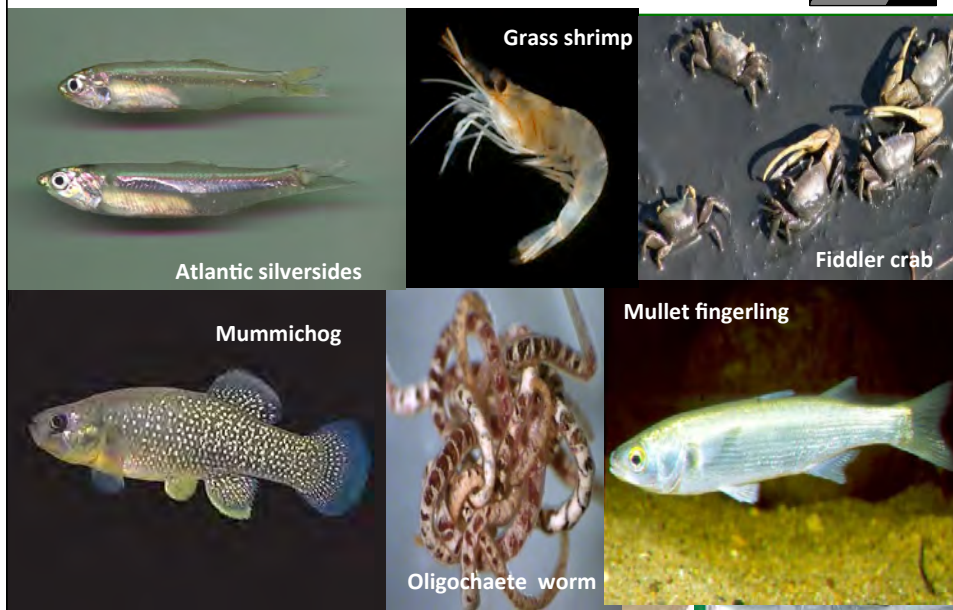 Grass shrimp
Atlantic silversides
Fiddler crab
Mummichog
Mullet fingerling
Oligochaete worm